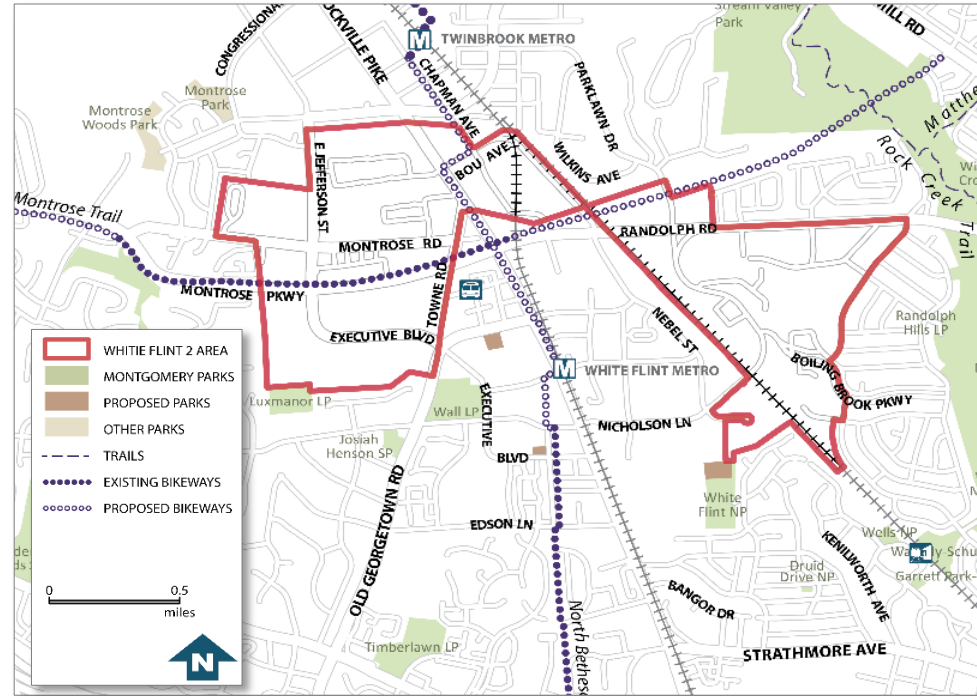 CONGRESSIONAL
OCKVILLE PIKE
M
TWINBROOK METRO
Stream Valley
Park
HILL RD
Montrose
Park
Montrose
Woods Park
CHAPMAN AVE
PARKLAWN DR
Matthe
BOU AVE
WILKINS AVE
Rock Creek
Trail
E JEFFERSON ST
Montrose Trail
MONTROSE RD
RANDOLPH RD
MONTROSE PKWY
TOWNE RD
EXECUTIVE BLVD
NEBEL ST
Randolph
Hills LP
WHITIE FLINT 2 AREA
MONTGOMERY PARKS
PROPOSED PARKS
OTHER PARKS
TRAILS
EXISTING BIKEWAYS
PROPOSED BIKEWAYS
0
0.5
miles
N
M
WHITE FLINT METRO
BOILING BROOK PKWY
Luxmanor LP
Wall LP
EXECUTIVE
BLVD
NICHOLSON LN
Josiah
Henson SP
OLD GEORGETOWN RD
White
Flint NP
EDSON LN
Wells NP
Garrett Park
KENILWORTH AVE
Druid
Drive NP
BANGOR DR
North Bethes
Timberlawn LP
STRATHMORE AVE